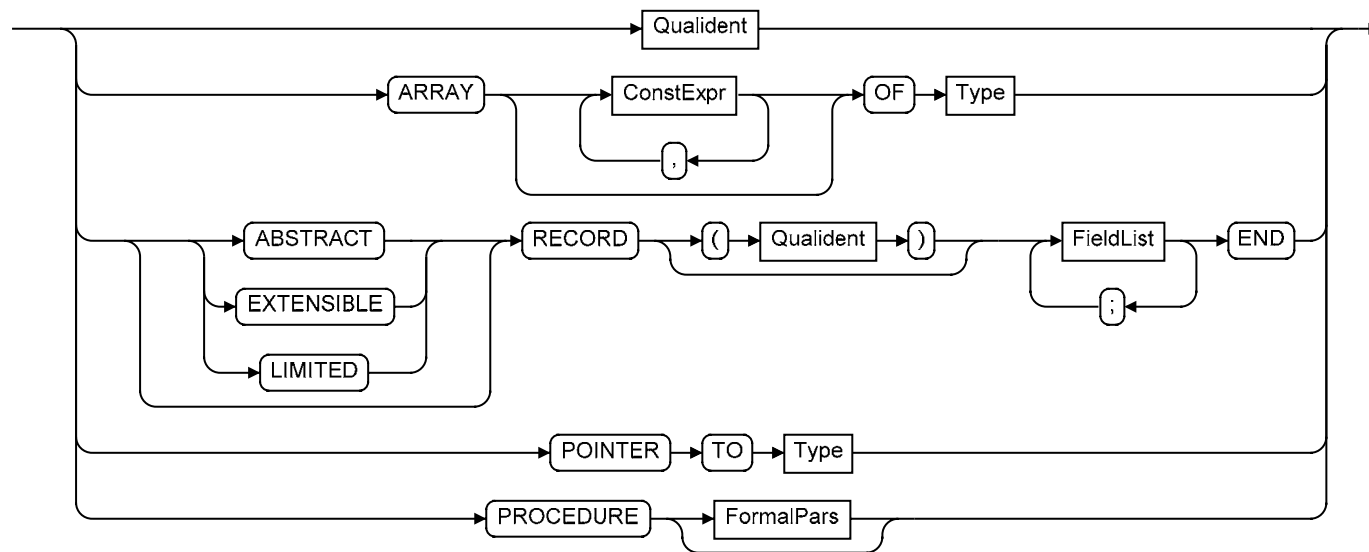 Qualident
ARRAY ConstExpr OF Type
,
ABSTRACT RECORD ( Qualident ) FieldList END
EXTENSIBLE ;
LIMITED
POINTER TO Type
PROCEDURE FormalPars